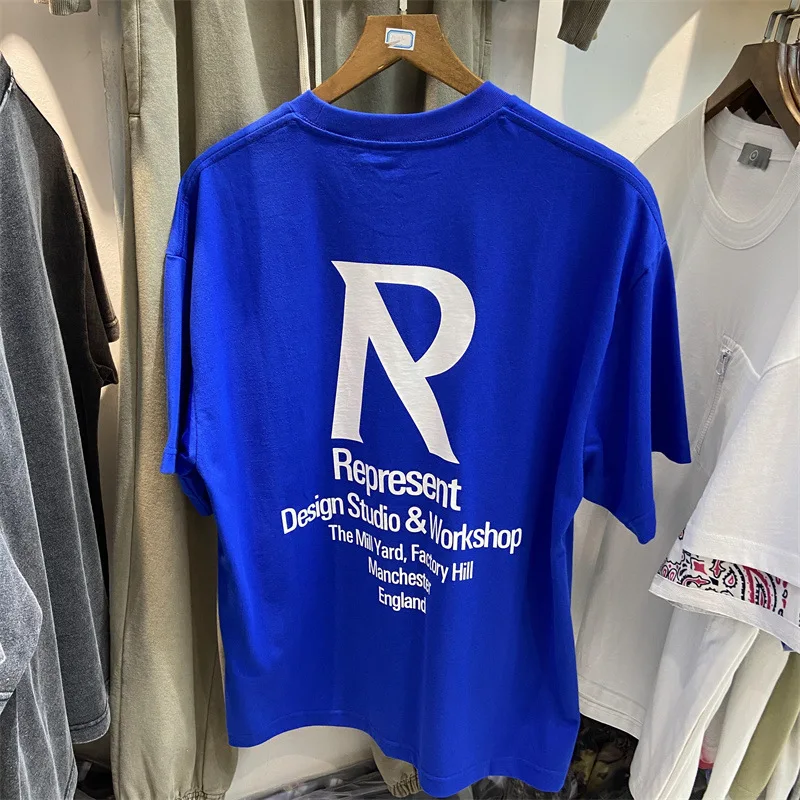 R
Represent
Design Studio & Workshop
The Mill Yard, Factory Hill
Manchester
England